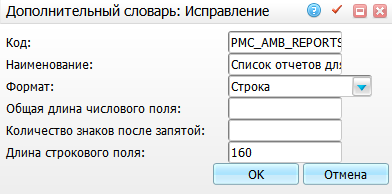 Дополнительный словарь: Исправление
Код: PMC_AMB_REPORTS
Наименование: Список отчетов для
Формат: Строка
Общая длина числового поля:
Количество знаков после запятой:
Длина строкового поля: 160
OK Отмена